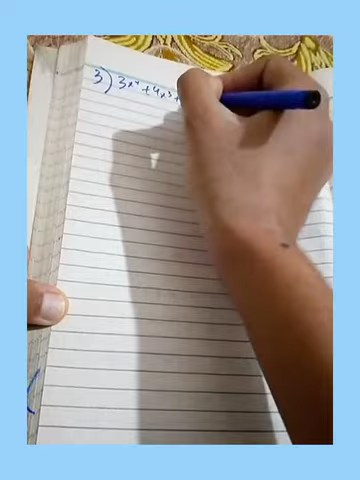 3) 3x⁴ + 4x³ +